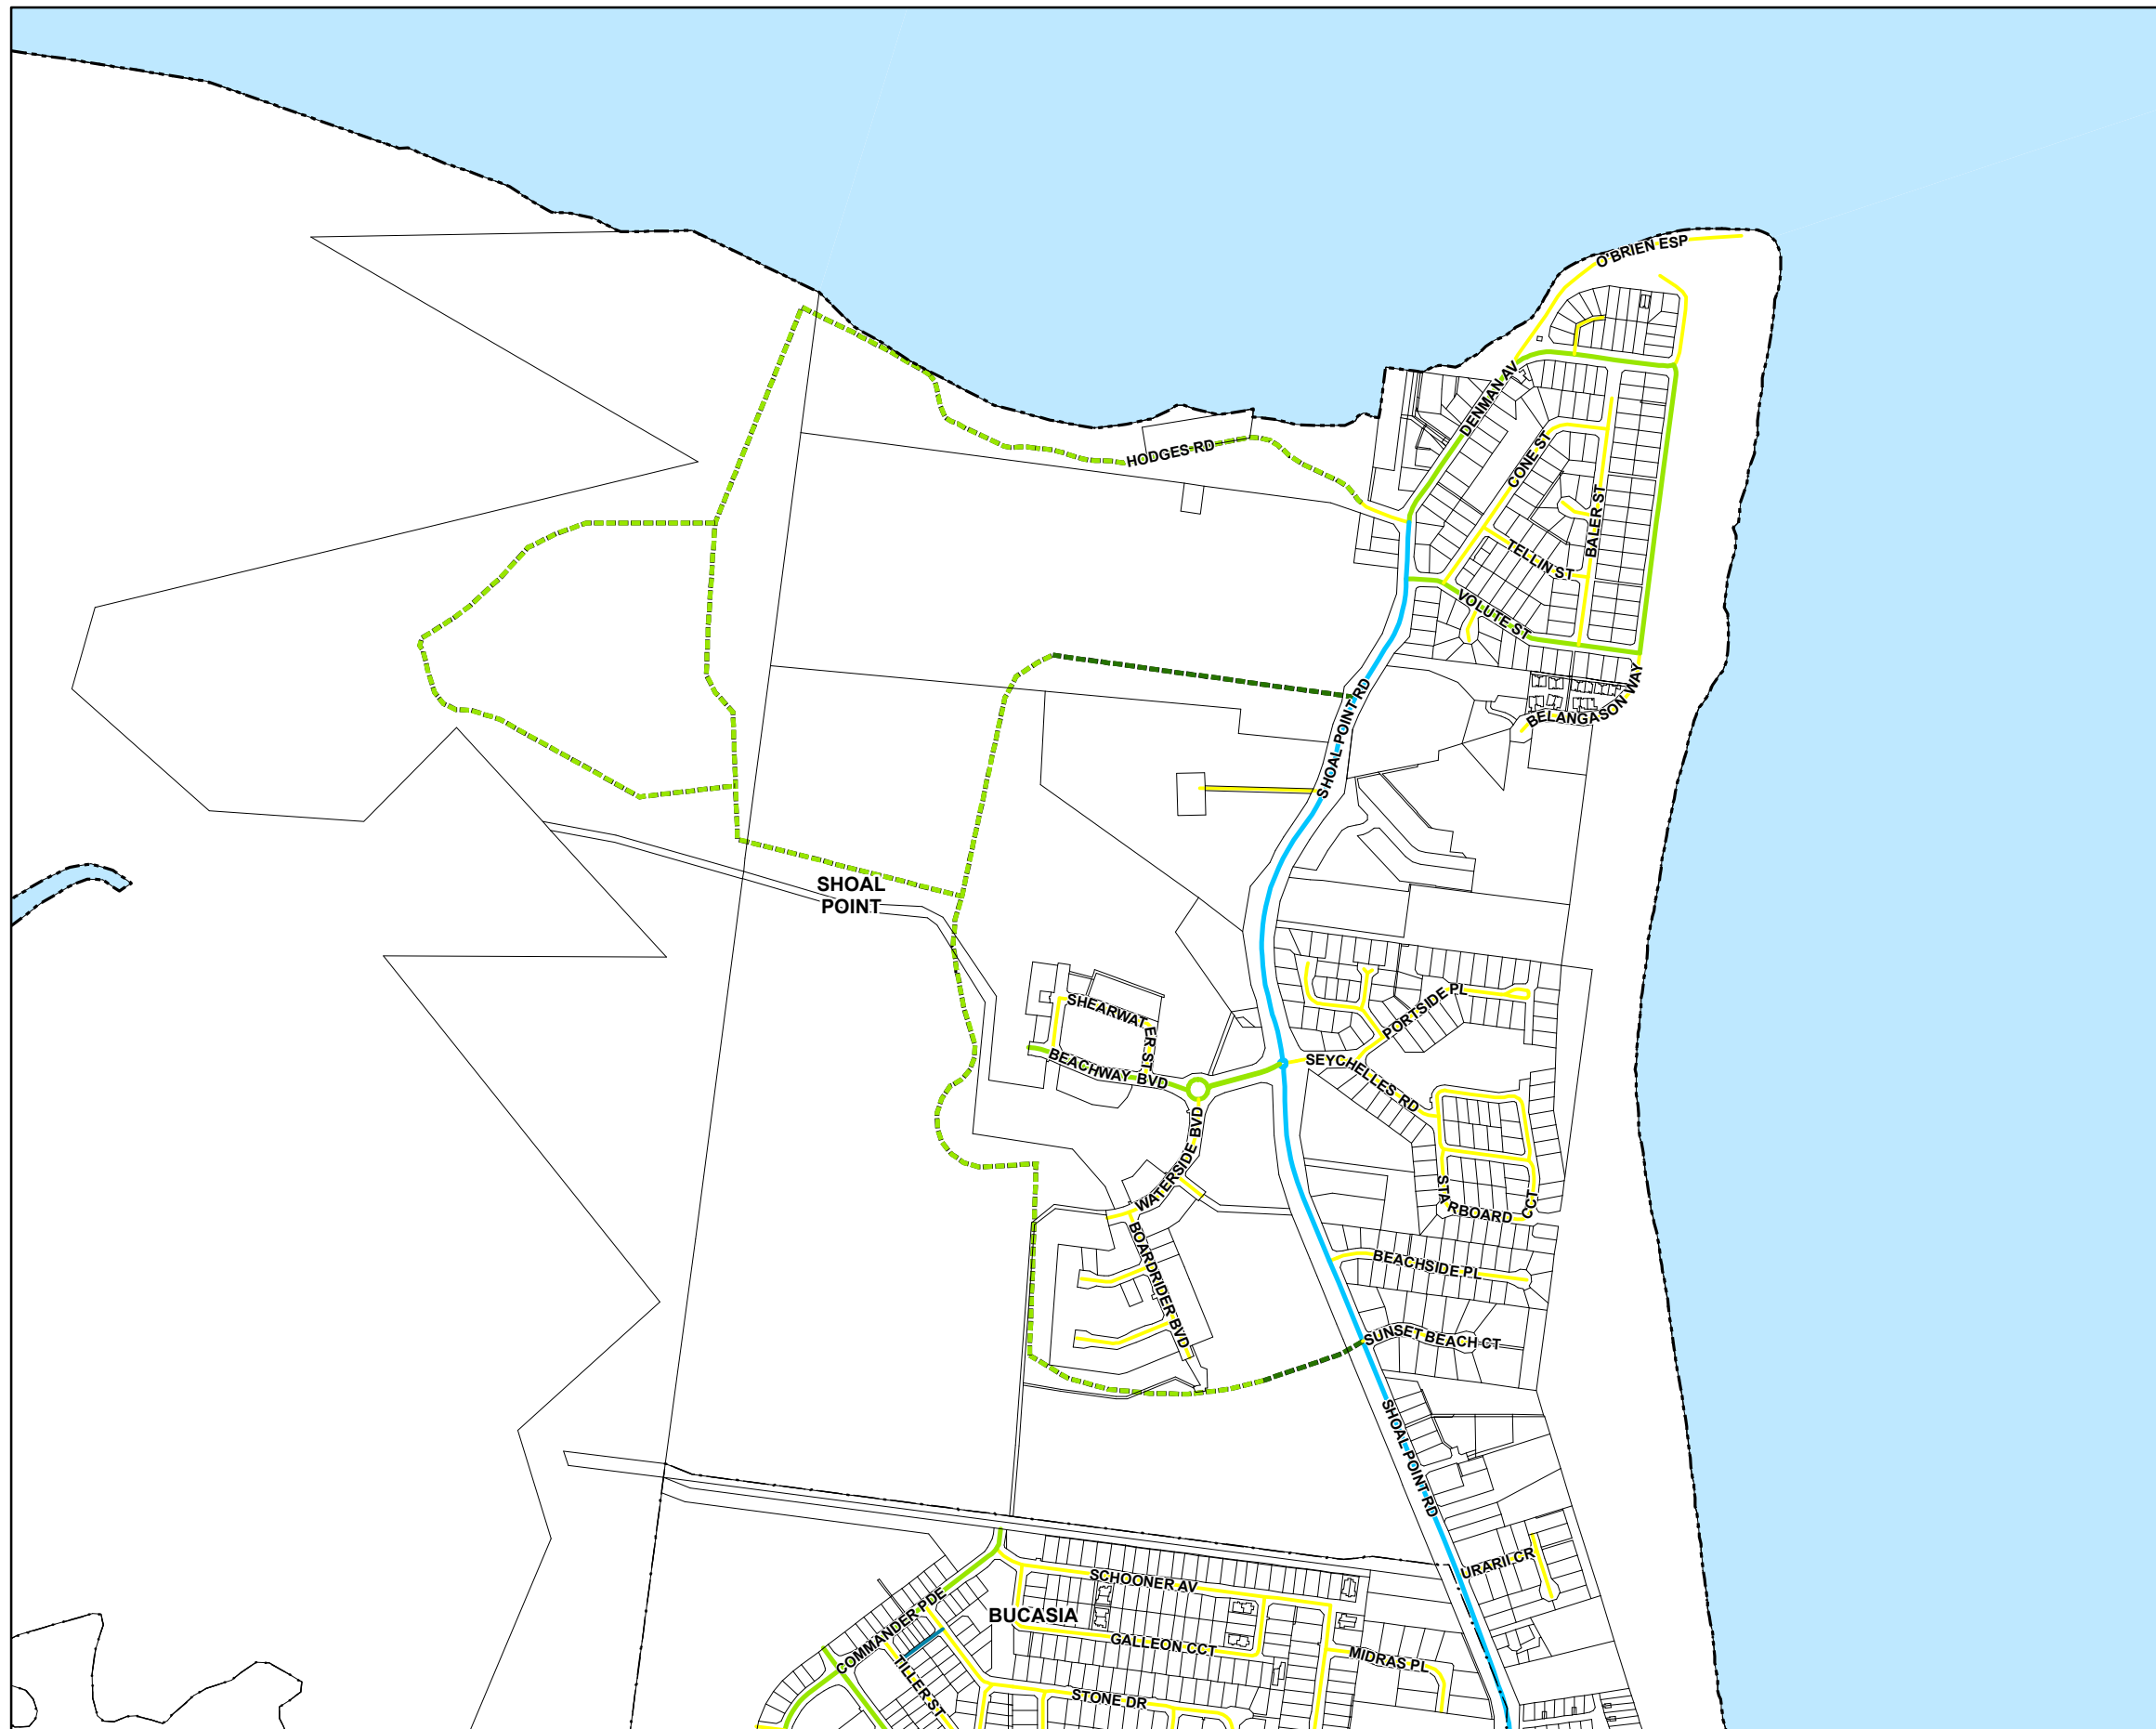 O'BRIEN ESP
DENMAN AV
HODGES RD
CONE ST
BALER ST
TELLIN ST
VOLUTE ST
BELANGASON WAY
SHOAL POINT RD
SHOAL
POINT
SHEARWATER ST
PORTSIDE PL
BEACHWAY BVD
SEYCHELLES RD
WATERSIDE BVD
STARBOARD CCT
BOARDRIDER BVD
BEACHSIDE PL
SUNSET BEACH CT
SHOAL POINT RD
URARII CR
SCHOONER AV
COMMANDER PDE
BUCASIA
GALLEON CCT
MIDRAS PL
TILLER ST
STONE DR